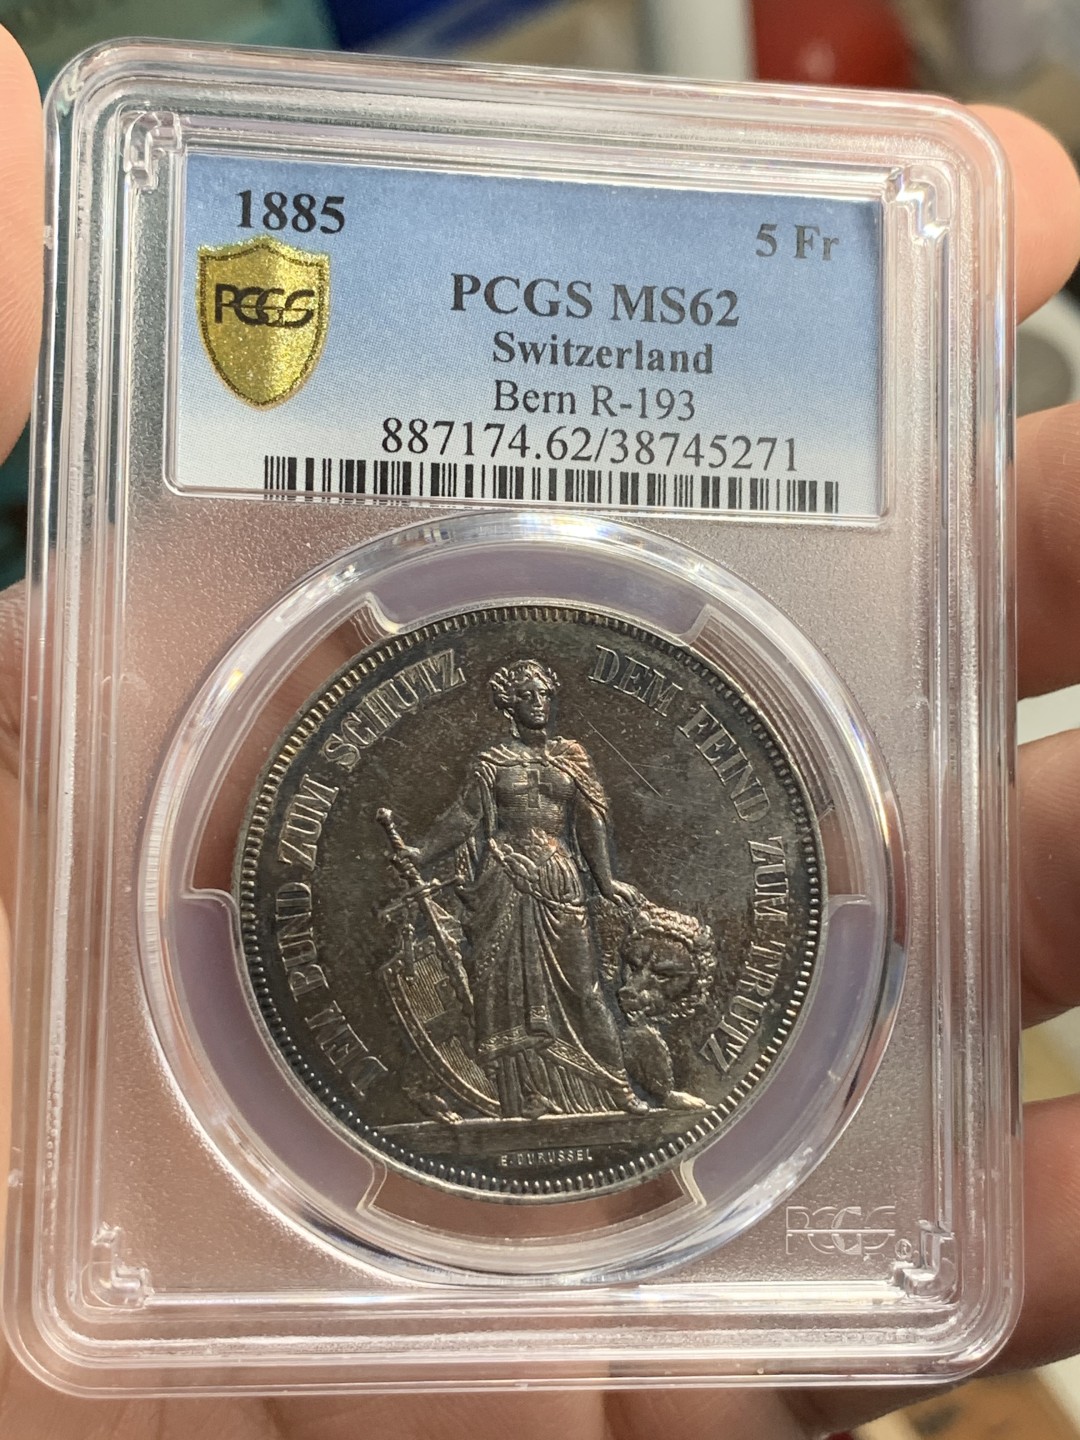 1885
5 Fr
PCGS
PCGS MS62
Switzerland
Bern R-193
887174.62/38745271
DEM BUND ZUM SCHUTZ
DEM FEIND ZUM TRUTZ
E·DURUSSEL
PCGS